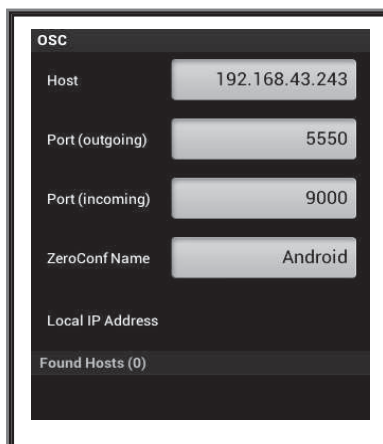 OSC
Host 192.168.43.243
Port (outgoing) 5550
Port (incoming) 9000
ZeroConf Name Android
Local IP Address
Found Hosts (0)